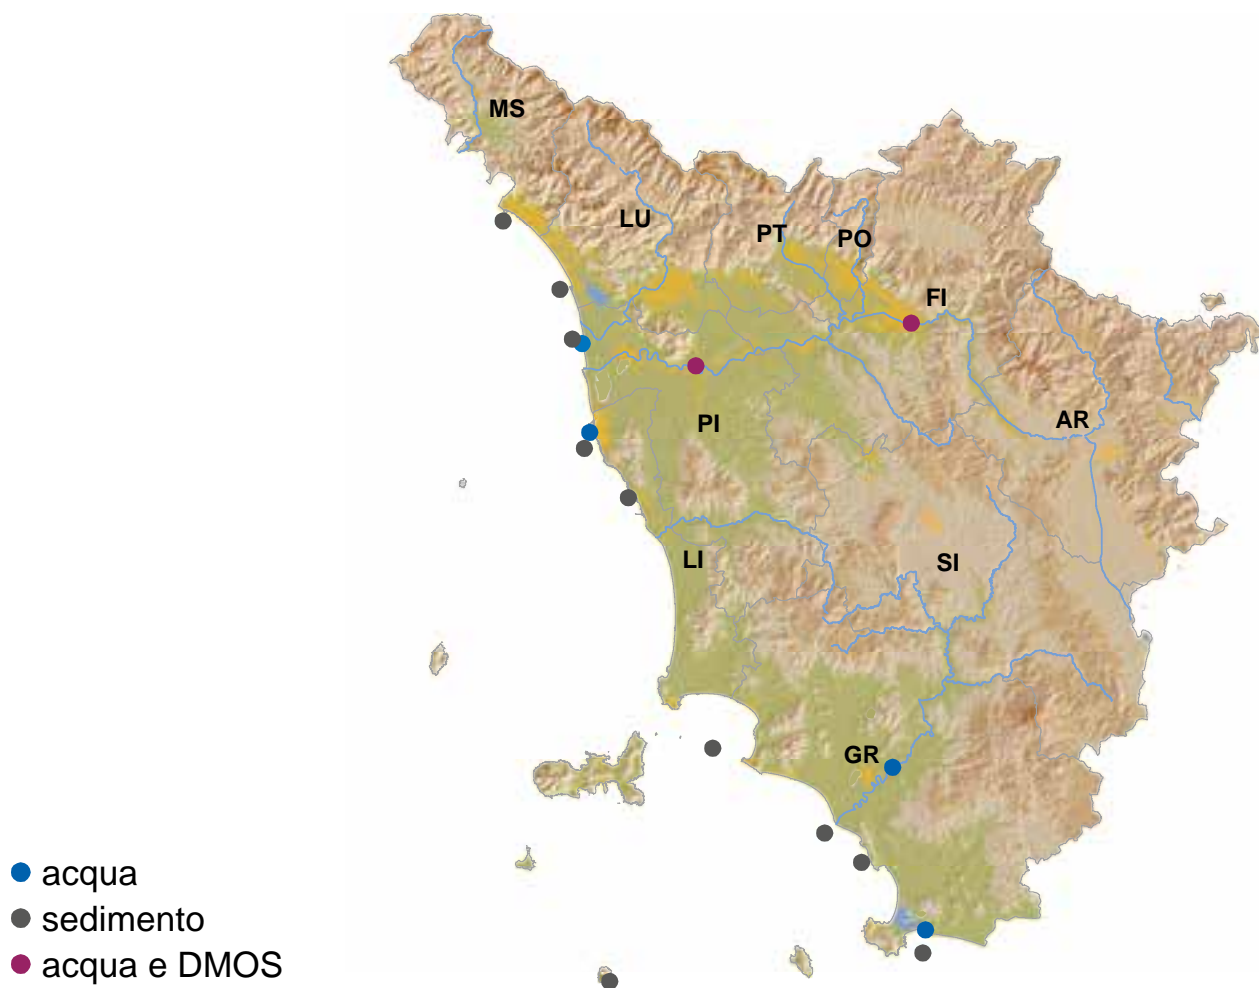 MS
LU
PT
PO
FI
AR
PI
LI
SI
GR
acqua
sedimento
acqua e DMOS